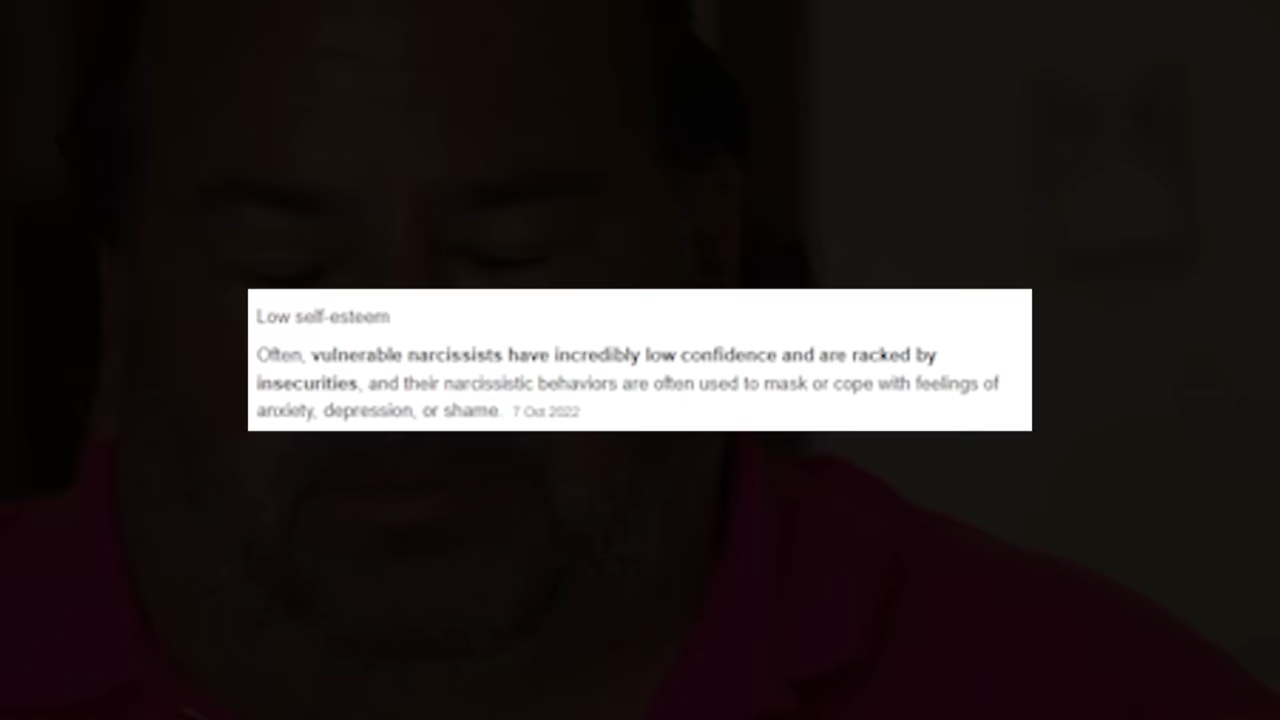 Low self-esteem
Often, vulnerable narcissists have incredibly low confidence and are racked by
insecurities, and their narcissistic behaviors are often used to mask or cope with feelings of
anxiety, depression, or shame. 7 Oct 2022